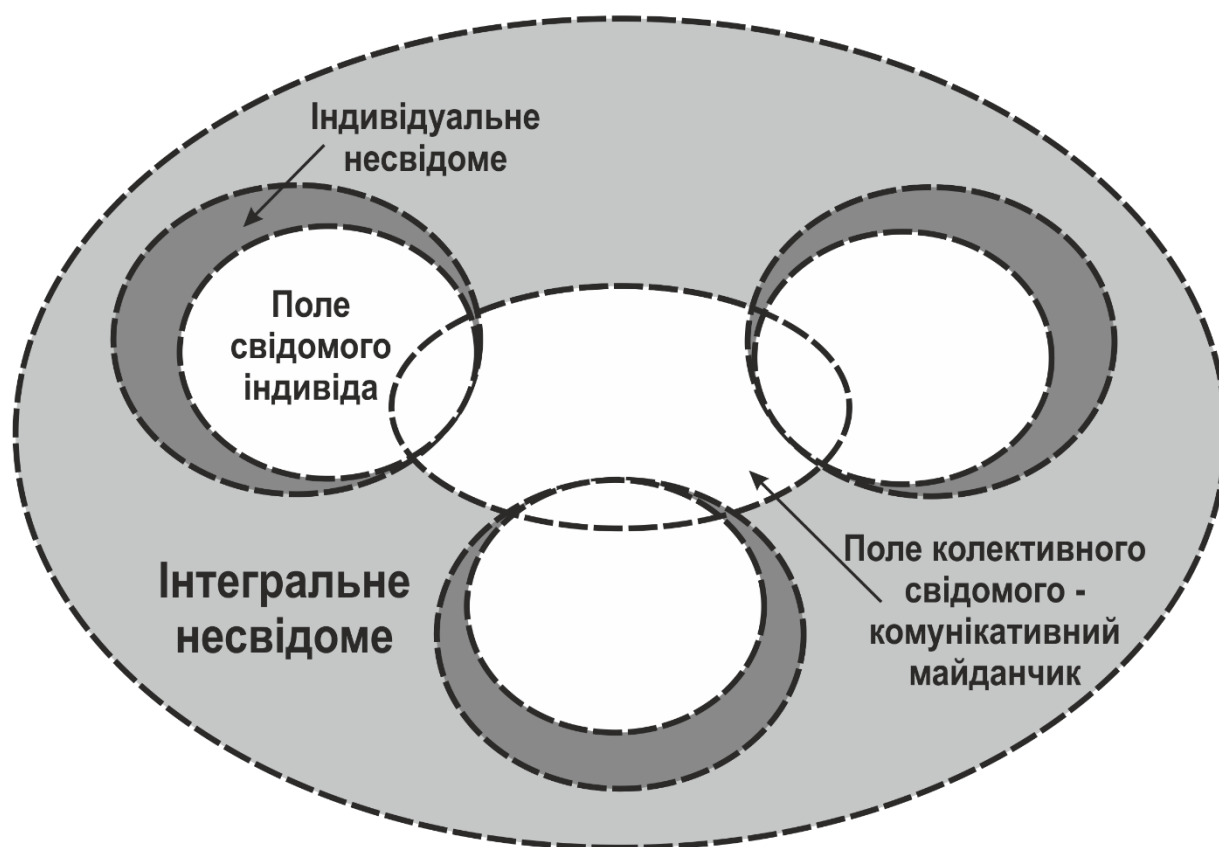 Індивідуальне
несвідоме
Поле
свідомого
індивіда
Інтегральне
несвідоме
Поле колективного
свідомого -
комунікативний
майданчик